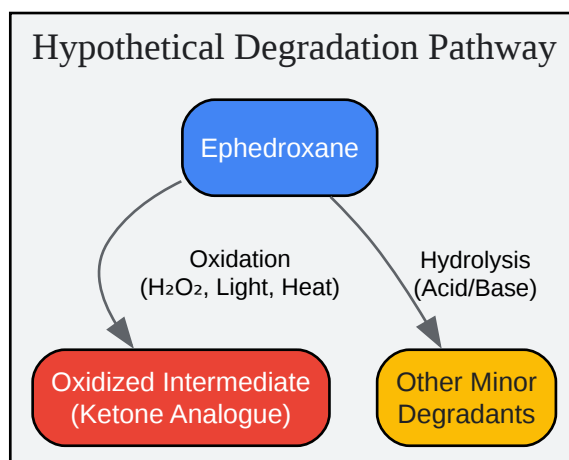 Hypothetical Degradation Pathway
Ephedroxane
Oxidation
(H₂O₂, Light, Heat)
Hydrolysis
(Acid/Base)
Oxidized Intermediate
(Ketone Analogue)
Other Minor
Degradants